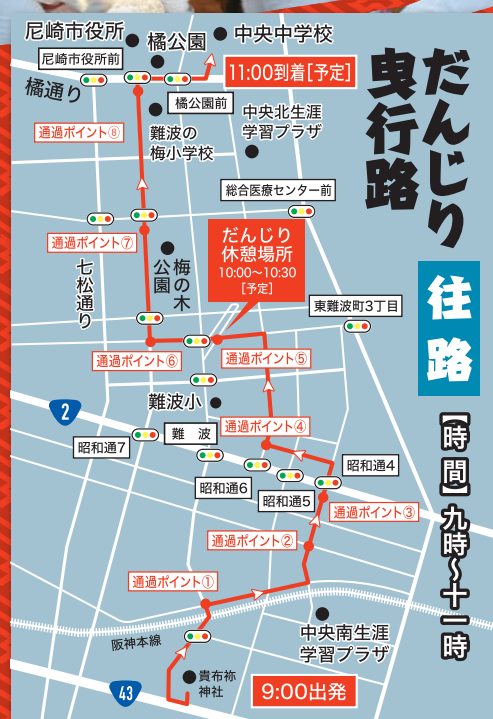 だんじり
曳行路
往路
【時間】九時〜十一時
尼崎市役所
橘公園
中央中学校
尼崎市役所前
11:00到着[予定]
橘通り
橘公園前
中央北生涯
学習プラザ
通過ポイント⑧
難波の
梅小学校
総合医療センター前
通過ポイント⑦
だんじり
休憩場所
10:00〜10:30
[予定]
七松通り
梅の木
公園
東難波町3丁目
通過ポイント⑥
通過ポイント⑤
2
難波小
通過ポイント④
難波
昭和通7
昭和通4
昭和通6
昭和通5
通過ポイント③
通過ポイント②
通過ポイント①
阪神本線
中央南生涯
学習プラザ
貴布祢
神社
43
9:00出発